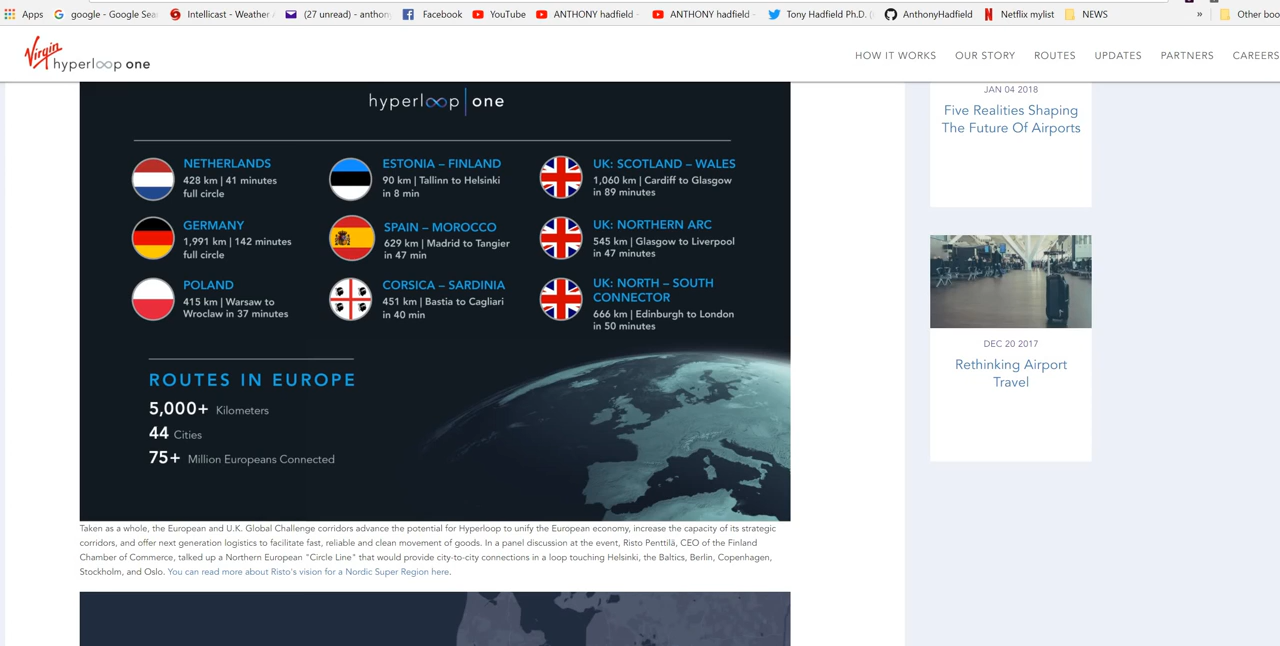 Apps
google - Google Sea
Intellicast - Weather
(27 unread) - anthon
Facebook
YouTube
ANTHONY hadfield -
ANTHONY hadfield -
Tony Hadfield Ph.D. (
AnthonyHadfield
Netflix mylist
NEWS
»
Other boo
Virgin
hyperloop one
HOW IT WORKS
OUR STORY
ROUTES
UPDATES
PARTNERS
CAREERS
hyperloop | one
NETHERLANDS
428 km | 41 minutes
full circle
ESTONIA – FINLAND
90 km | Tallinn to Helsinki
in 8 min
UK: SCOTLAND – WALES
1,060 km | Cardiff to Glasgow
in 89 minutes
GERMANY
1,991 km | 142 minutes
full circle
SPAIN – MOROCCO
629 km | Madrid to Tangier
in 47 min
UK: NORTHERN ARC
545 km | Glasgow to Liverpool
in 47 minutes
POLAND
415 km | Warsaw to
Wroclaw in 37 minutes
CORSICA – SARDINIA
451 km | Bastia to Cagliari
in 40 min
UK: NORTH – SOUTH
CONNECTOR
666 km | Edinburgh to London
in 50 minutes
ROUTES IN EUROPE
5,000+ Kilometers
44 Cities
75+ Million Europeans Connected
Taken as a whole, the European and U.K. Global Challenge corridors advance the potential for Hyperloop to unify the European economy, increase the capacity of its strategic
corridors, and offer next generation logistics to facilitate fast, reliable and clean movement of goods. In a panel discussion at the event, Risto Penttilä, CEO of the Finland
Chamber of Commerce, talked up a Northern European "Circle Line" that would provide city-to-city connections in a loop touching Helsinki, the Baltics, Berlin, Copenhagen,
Stockholm, and Oslo. You can read more about Risto's vision for a Nordic Super Region here.
JAN 04 2018
Five Realities Shaping
The Future Of Airports
DEC 20 2017
Rethinking Airport
Travel